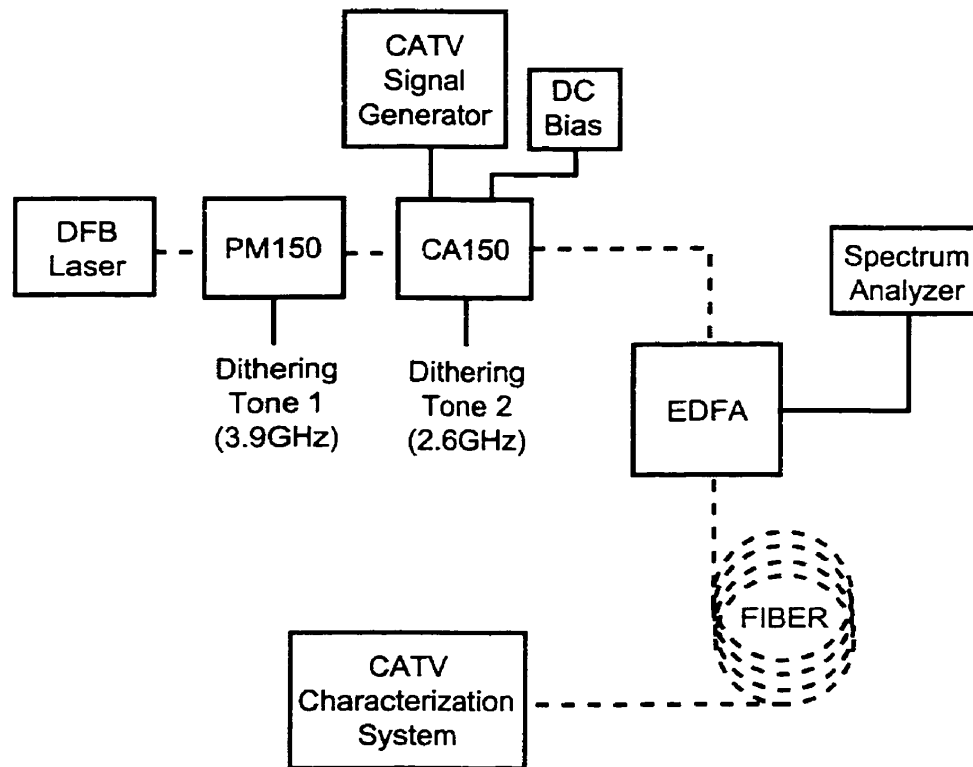 CATV
Signal
Generator
DC
Bias
DFB
Laser
PM150
CA150
Spectrum
Analyzer
Dithering
Tone 1
(3.9GHz)
Dithering
Tone 2
(2.6GHz)
EDFA
FIBER
CATV
Characterization
System